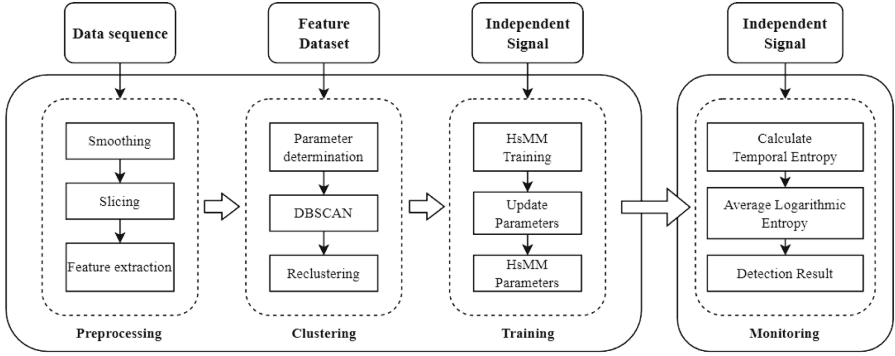 Data sequence
Feature
Dataset
Independent
Signal
Independent
Signal
Smoothing
Slicing
Feature extraction
Preprocessing
Parameter
determination
DBSCAN
Reclustering
Clustering
HsMM
Training
Update
Parameters
HsMM
Parameters
Training
Calculate
Temporal Entropy
Average Logarithmic
Entropy
Detection Result
Monitoring